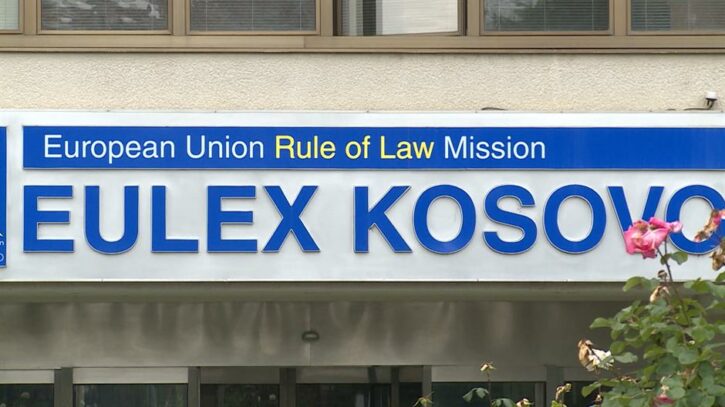 European Union Rule of Law Mission
EULEX KOSOVO